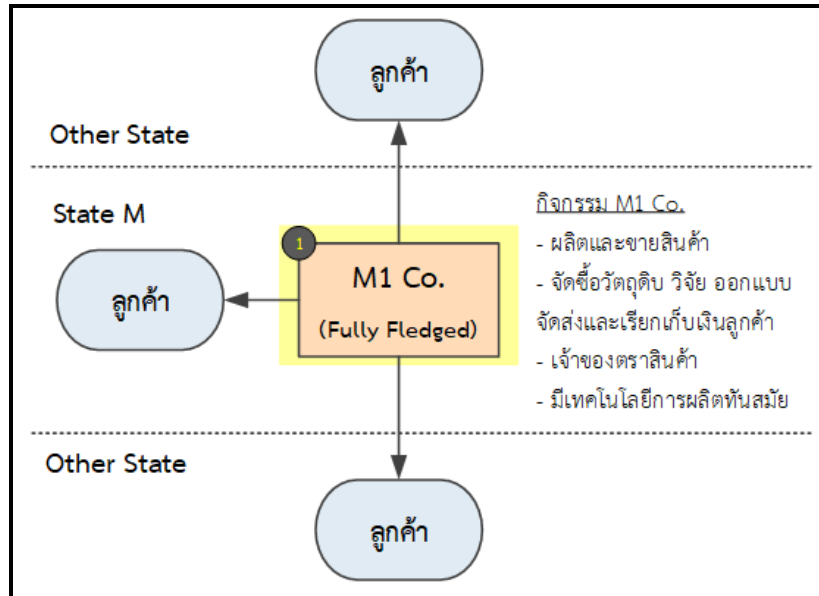 ลูกค้า
Other State
State M
กิจกรรม M1 Co.
- ผลิตและขายสินค้า
- จัดซื้อวัตถุดิบ วิจัย ออกแบบ
จัดส่งและเรียกเก็บเงินลูกค้า
- เจ้าของตราสินค้า
- มีเทคโนโลยีการผลิตทันสมัย
1
M1 Co.
(Fully Fledged)
ลูกค้า
Other State
ลูกค้า